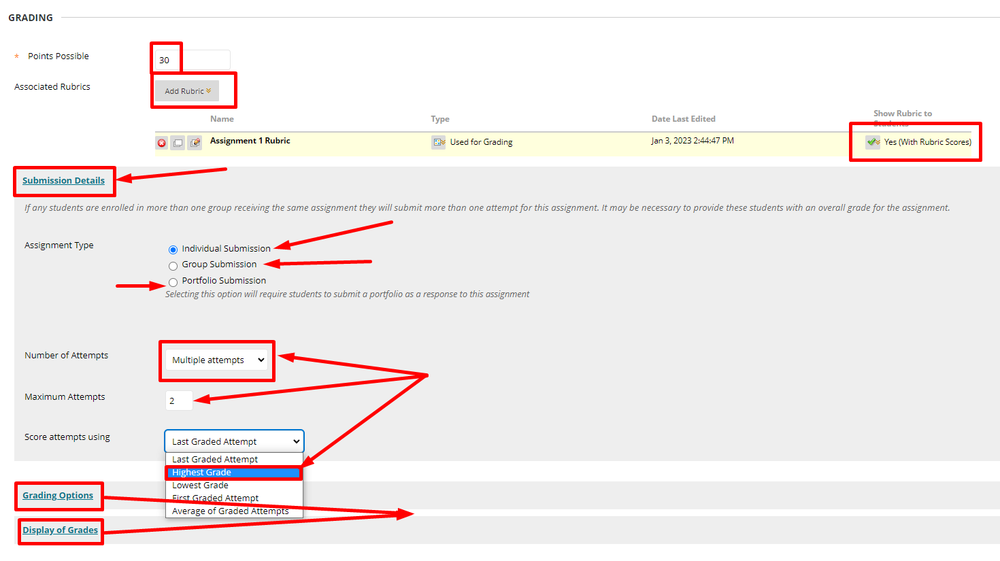 GRADING
* Points Possible
30
Associated Rubrics
Add Rubric
Name Type Date Last Edited Show Rubric to
Students
Assignment 1 Rubric Used for Grading Jan 3, 2023 2:44:47 PM Yes (With Rubric Scores)
Submission Details
If any students are enrolled in more than one group receiving the same assignment they will submit more than one attempt for this assignment. It may be necessary to provide these students with an overall grade for the assignment.
Assignment Type
Individual Submission
Group Submission
Portfolio Submission
Selecting this option will require students to submit a portfolio as a response to this assignment
Number of Attempts
Multiple attempts
Maximum Attempts
2
Score attempts using
Last Graded Attempt
Last Graded Attempt
Highest Grade
Lowest Grade
First Graded Attempt
Average of Graded Attempts
Grading Options
Display of Grades